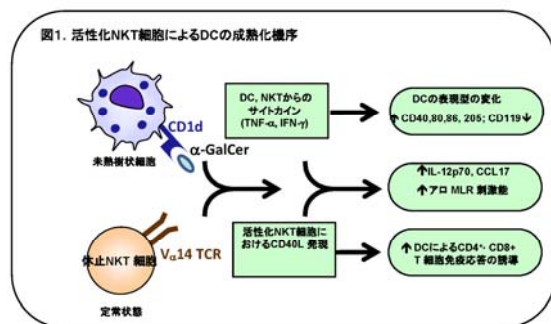 図1. 活性化NKT細胞によるDCの成熟化機序
CD1d
未熟樹状細胞
α-GalCer
Vα14 TCR
休止NKT 細胞
定常状態
DC, NKTからの
サイトカイン
(TNF-α, IFN-γ)
活性化NKT細胞に
おけるCD40L 発現
DCの表現型の変化
↑ CD40,80,86, 205; CD119↓
↑IL-12p70, CCL17
↑アロ MLR 刺激能
↑ DCによるCD4+- CD8+
T 細胞免疫応答の誘導